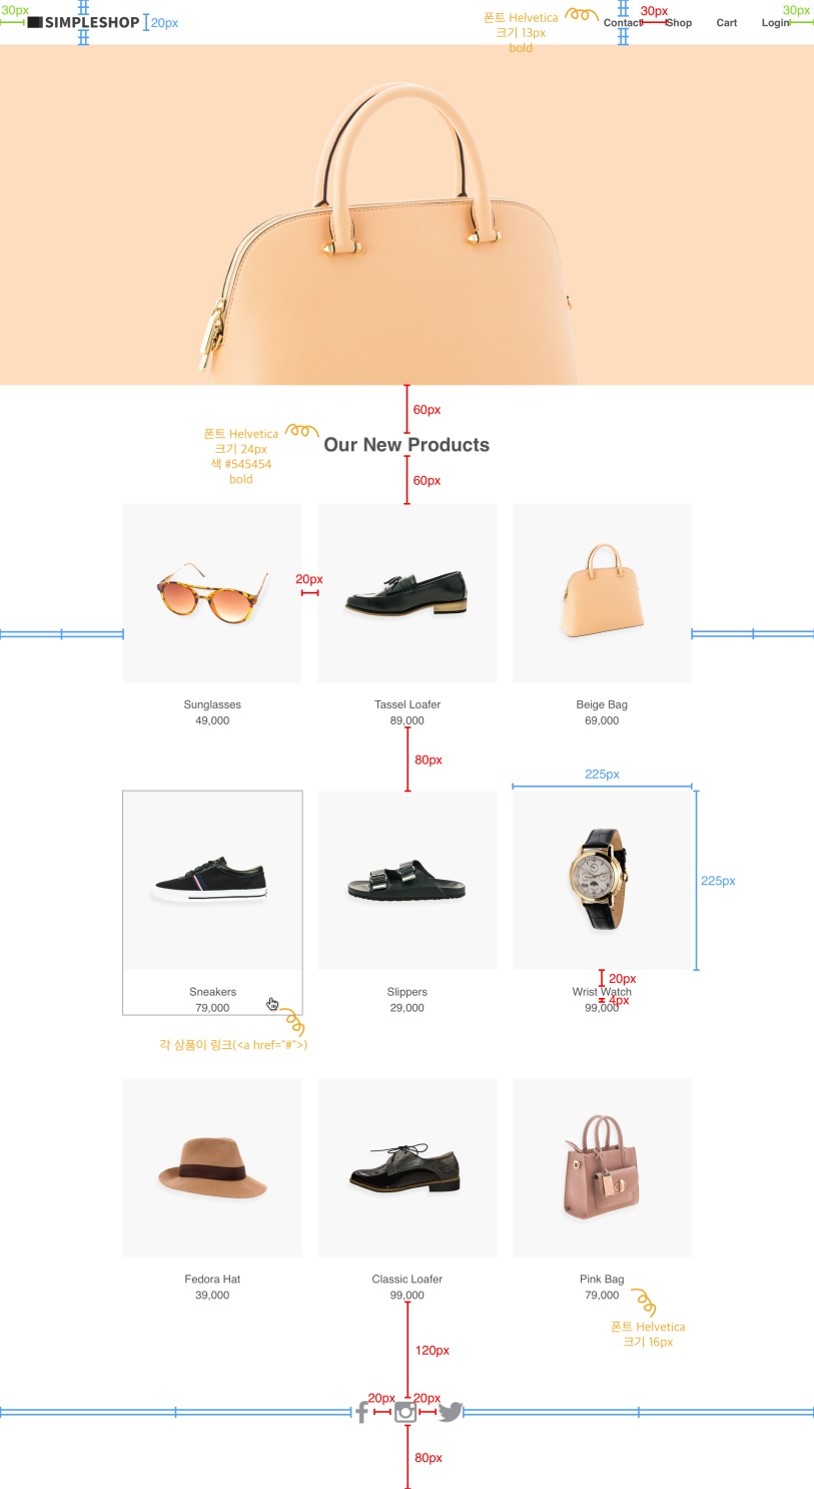 30px
30px
30px
SIMPLESHOP
20px
폰트 Helvetica
크기 13px
bold
Contact
Shop
Cart
Login
60px
폰트 Helvetica
크기 24px
색 #545454
bold
Our New Products
60px
20px
Sunglasses
49,000
Tassel Loafer
89,000
Beige Bag
69,000
80px
225px
225px
Sneakers
79,000
Slippers
29,000
20px
Wrist Watch
4px
99,000
각 상품이 링크(<a href="#">)
Fedora Hat
39,000
Classic Loafer
99,000
Pink Bag
79,000
폰트 Helvetica
크기 16px
120px
20px
20px
80px